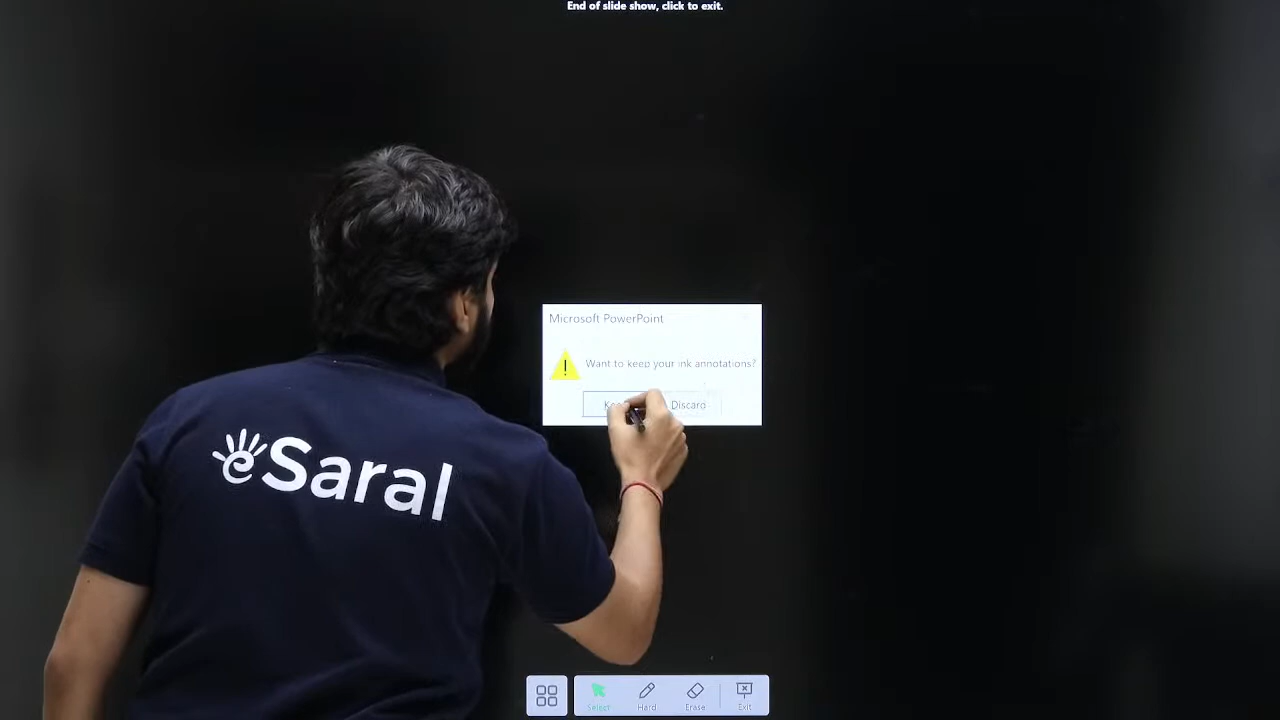 End of slide show, click to exit.
Microsoft PowerPoint
Want to keep your ink annotations?
Discard
eSaral
Select
Hard
Erase
Exit